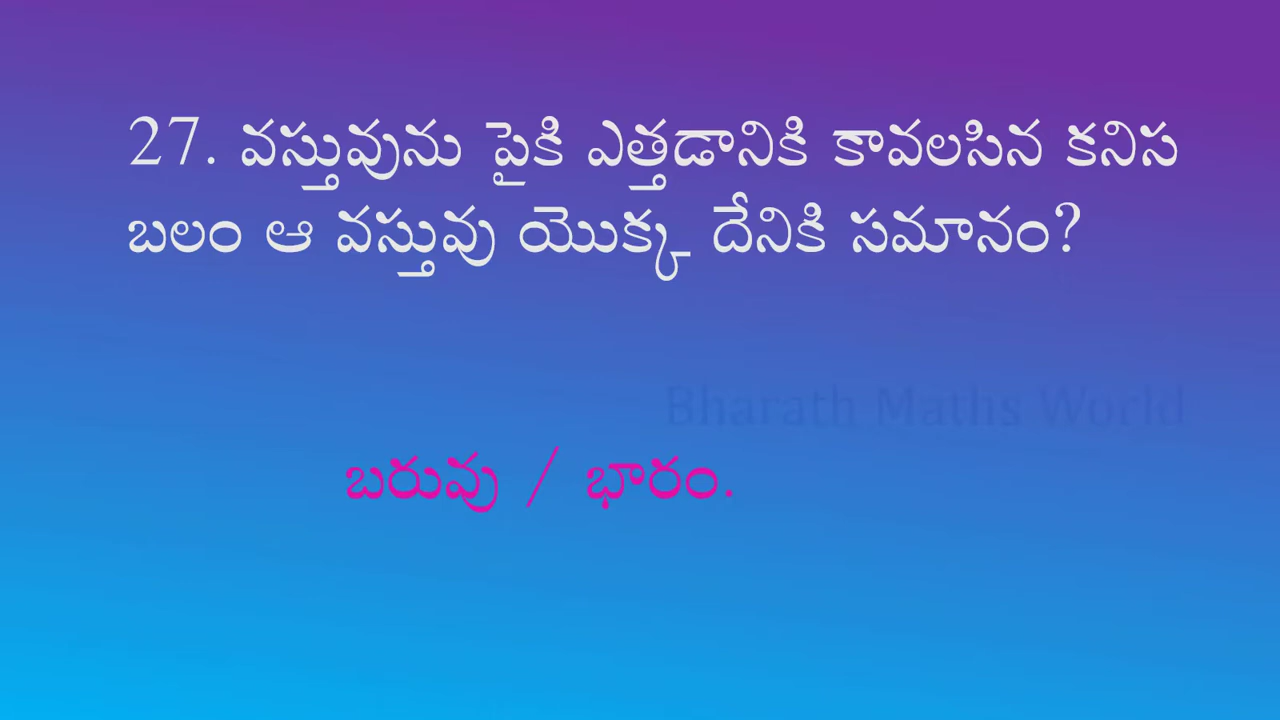 27. వస్తువును పైకి ఎత్తడానికి కావలసిన కనిస
బలం ఆ వస్తువు యొక్క దేనికి సమానం?
Bharath Maths World
బరువు / భారం.